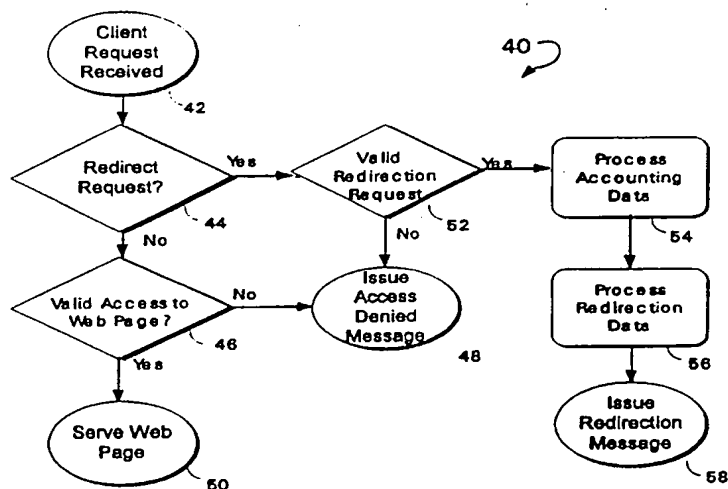 Client
Request
Received
42
40
Redirect
Request?
44
Yes
No
Valid
Redirection
Request
52
Yes
No
Process
Accounting
Data
54
Valid Access to
Web Page?
46
No
Yes
Issue
Access
Denied
Message
48
Process
Redirection
Data
56
Serve Web
Page
50
Issue
Redirection
Message
58